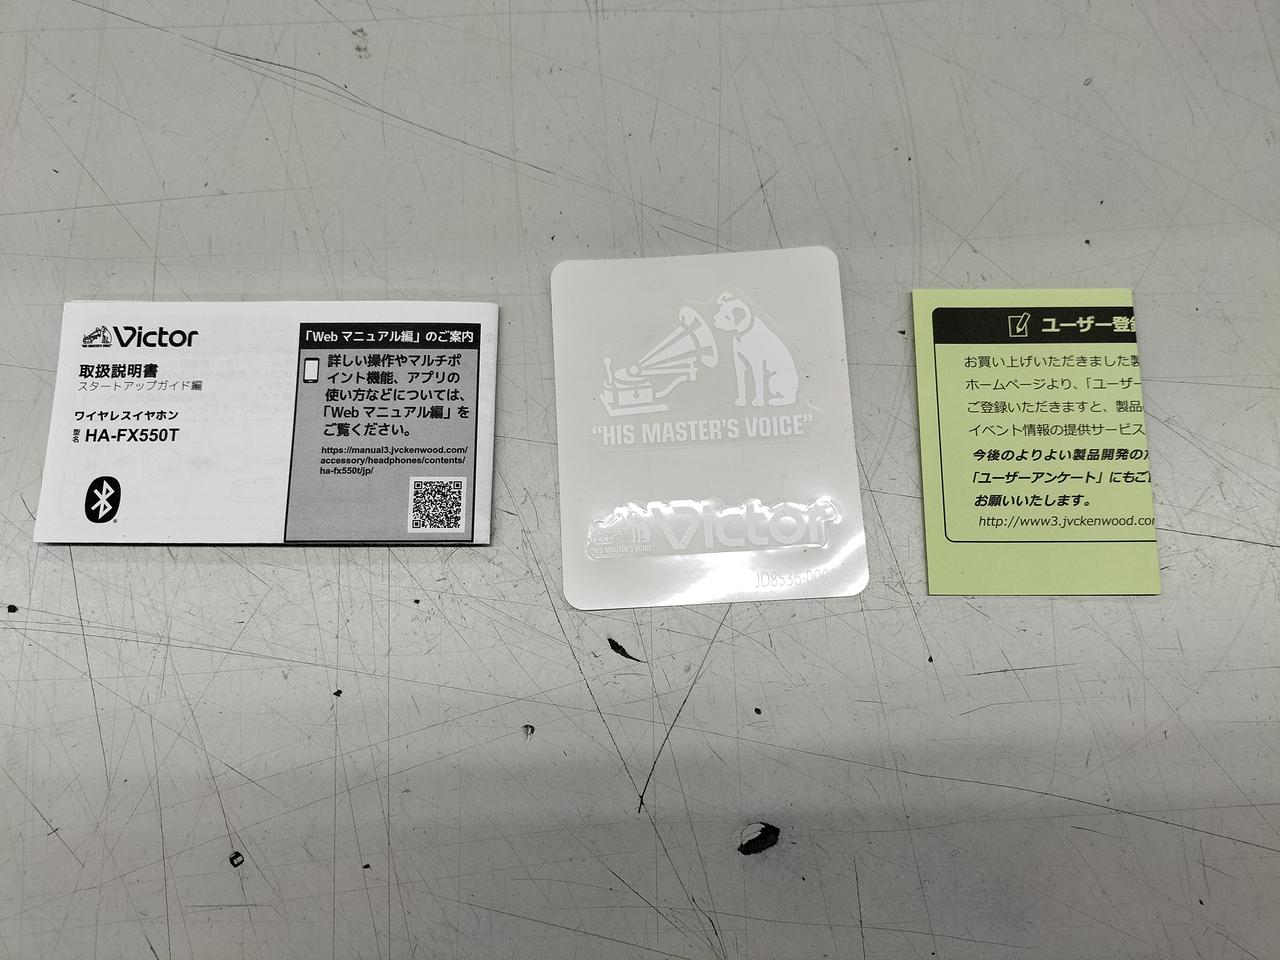 "HIS MASTER'S VOICE"
Victor
取扱説明書
スタートアップガイド編
ワイヤレスイヤホン
型名 HA-FX550T
「Web マニュアル編」のご案内
詳しい操作やマルチポ
イント機能、アプリの
使い方などについては、
「Web マニュアル編」を
ご覧ください。
https://manual3.jvckenwood.com/
accessory/headphones/contents/
ha-fx550t/jp/
"HIS MASTER'S VOICE"
Victor
"HIS MASTER'S VOICE"
JD8536-00
ユーザー登録
お買い上げいただきました製
ホームページより、「ユーザー
ご登録いただきますと、製品
イベント情報の提供サービス
今後のよりよい製品開発の
「ユーザーアンケート」にもご
お願いいたします。
http://www3.jvckenwood.co